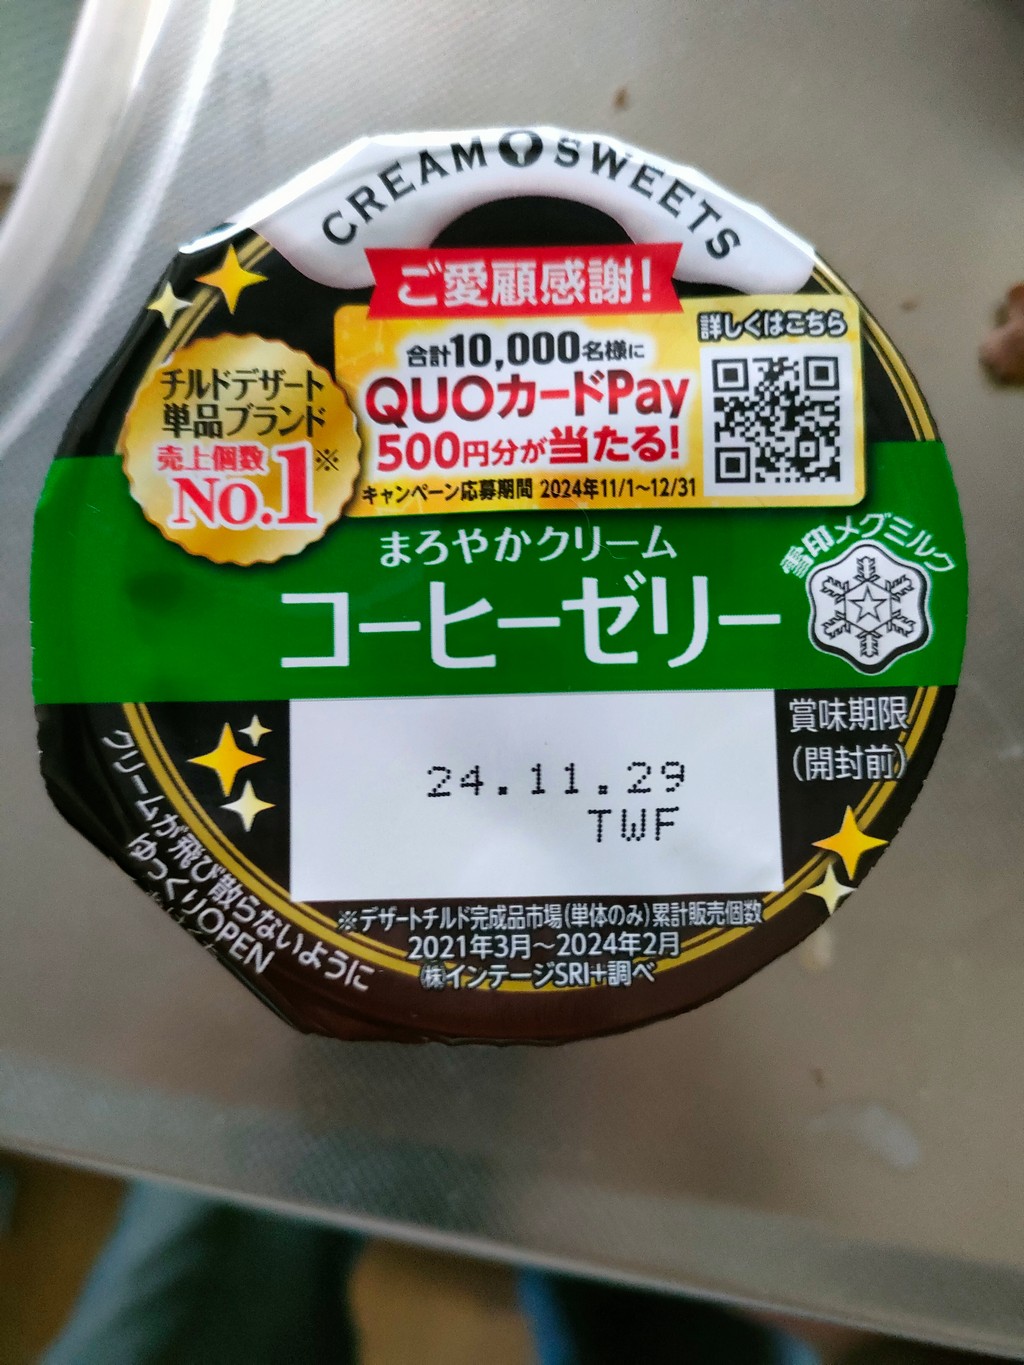 CREAM SWEETS
ご愛顧感謝!
詳しくはこちら
合計10,000名様に
QUOカードPay
500円分が当たる!
キャンペーン応募期間 2024年11/1～12/31
チルドデザート
単品ブランド
売上個数
No.1※
まろやかクリーム
コーヒーゼリー
雪印メグミルク
賞味期限
(開封前)
24.11.29
TWF
※デザートチルド完成品市場(単体のみ)累計販売個数
2021年3月～2024年2月
㈱インテージSRI+調べ
クリームが飛び散らないように
ゆっくりOPEN